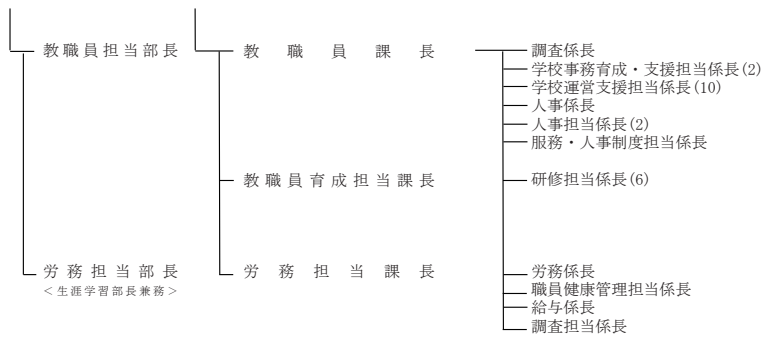 教職員担当部長 教職員課長 調査係長
学校事務育成・支援担当係長(2)
学校運営支援担当係長(10)
人事係長
人事担当係長(2)
服務・人事制度担当係長
教職員育成担当課長 研修担当係長(6)
労務担当部長 労務担当課長 労務係長
<生涯学習部長兼務> 職員健康管理担当係長
給与係長
調査担当係長